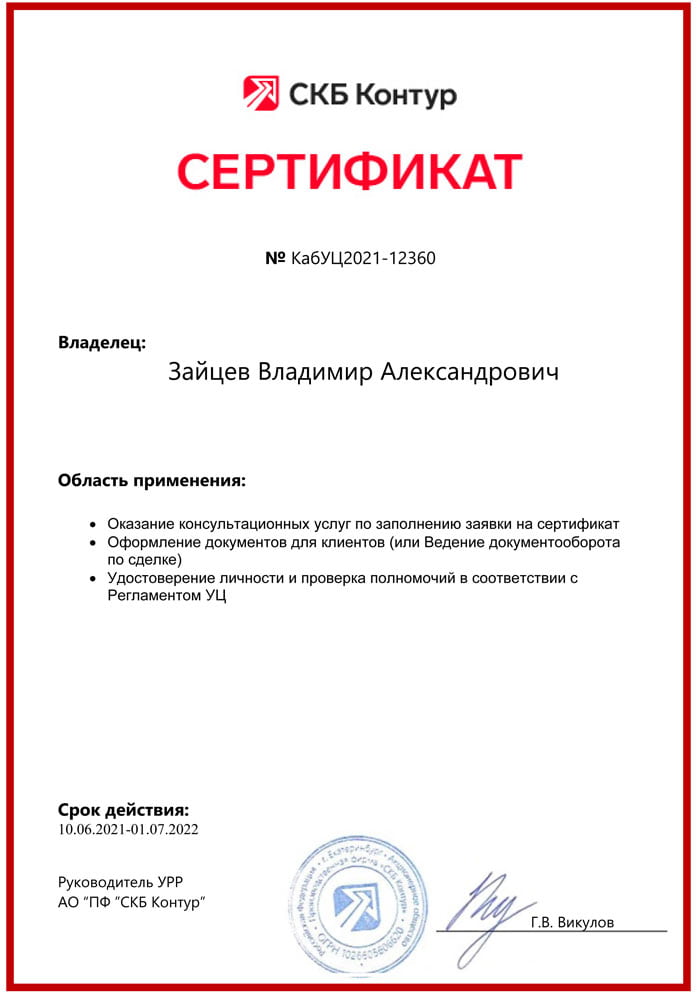 СКБ Контур
СЕРТИФИКАТ
№ КабУЦ2021-12360
Владелец:
Зайцев Владимир Александрович
Область применения:
• Оказание консультационных услуг по заполнению заявки на сертификат
• Оформление документов для клиентов (или Ведение документооборота
по сделке)
• Удостоверение личности и проверка полномочий в соответствии с
Регламентом УЦ
Срок действия:
10.06.2021-01.07.2022
Руководитель УРР
АО "ПФ "СКБ Контур"
Российская Федерация • г. Екатеринбург • Акционерное общество
Производственная фирма «СКБ Контур»
ОГРН 1026605606620
Г.В. Викулов